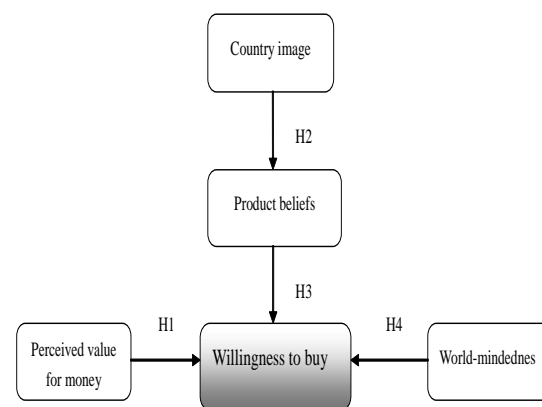 Country image
H2
Product beliefs
H3
H1
H4
Perceived value
for money
Willingness to buy
World-mindednes